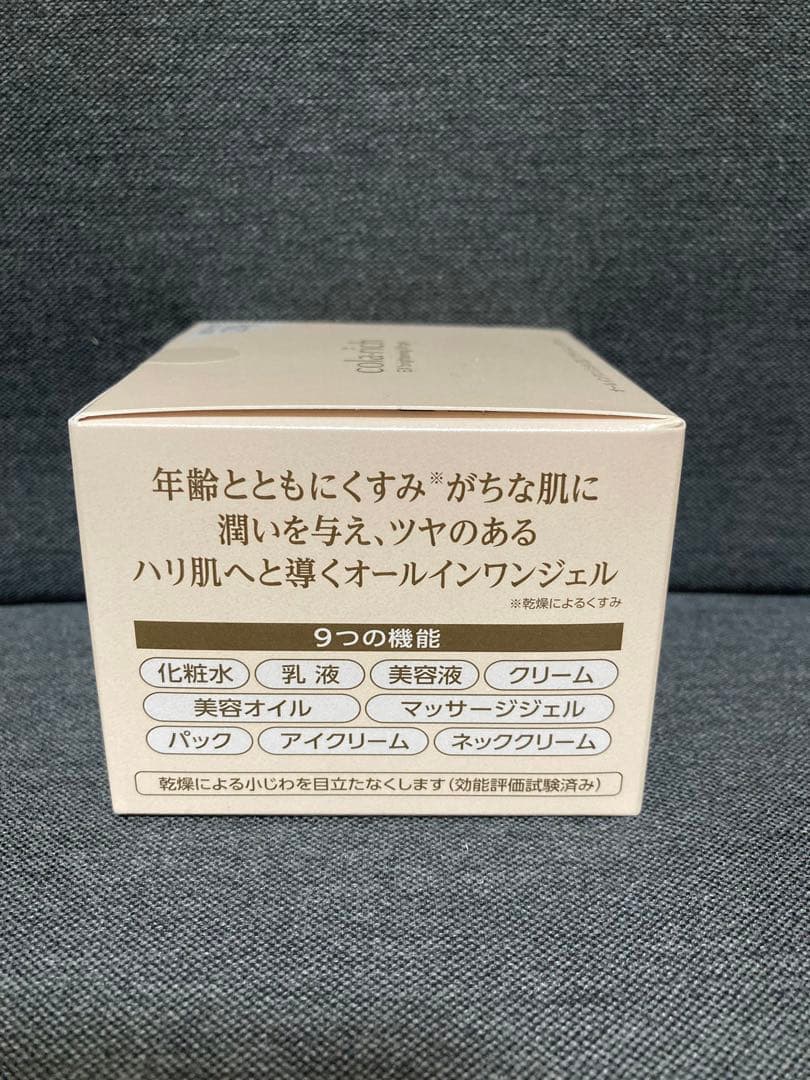 cola·rich
年齢とともにくすみ※がちな肌に
潤いを与え、ツヤのある
ハリ肌へと導くオールインワンジェル
※乾燥によるくすみ
9つの機能
化粧水 乳液 美容液 クリーム
美容オイル マッサージジェル
パック アイクリーム ネッククリーム
乾燥による小じわを目立たなくします(効能評価試験済み)